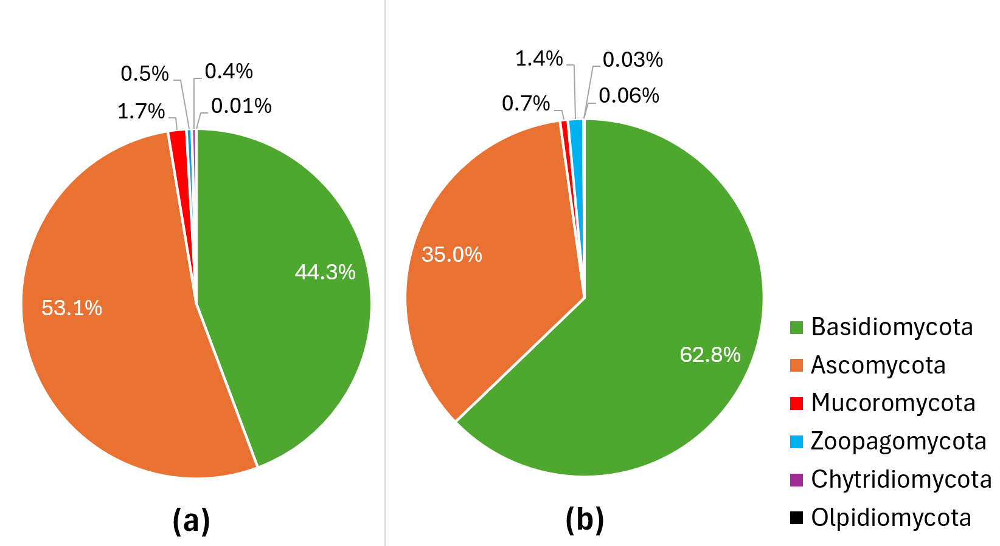 0.5%
0.4%
1.7%
0.01%
44.3%
53.1%
(a)
1.4%
0.03%
0.7%
0.06%
35.0%
62.8%
(b)
Basidiomycota
Ascomycota
Mucoromycota
Zoopagomycota
Chytridiomycota
Olpidiomycota